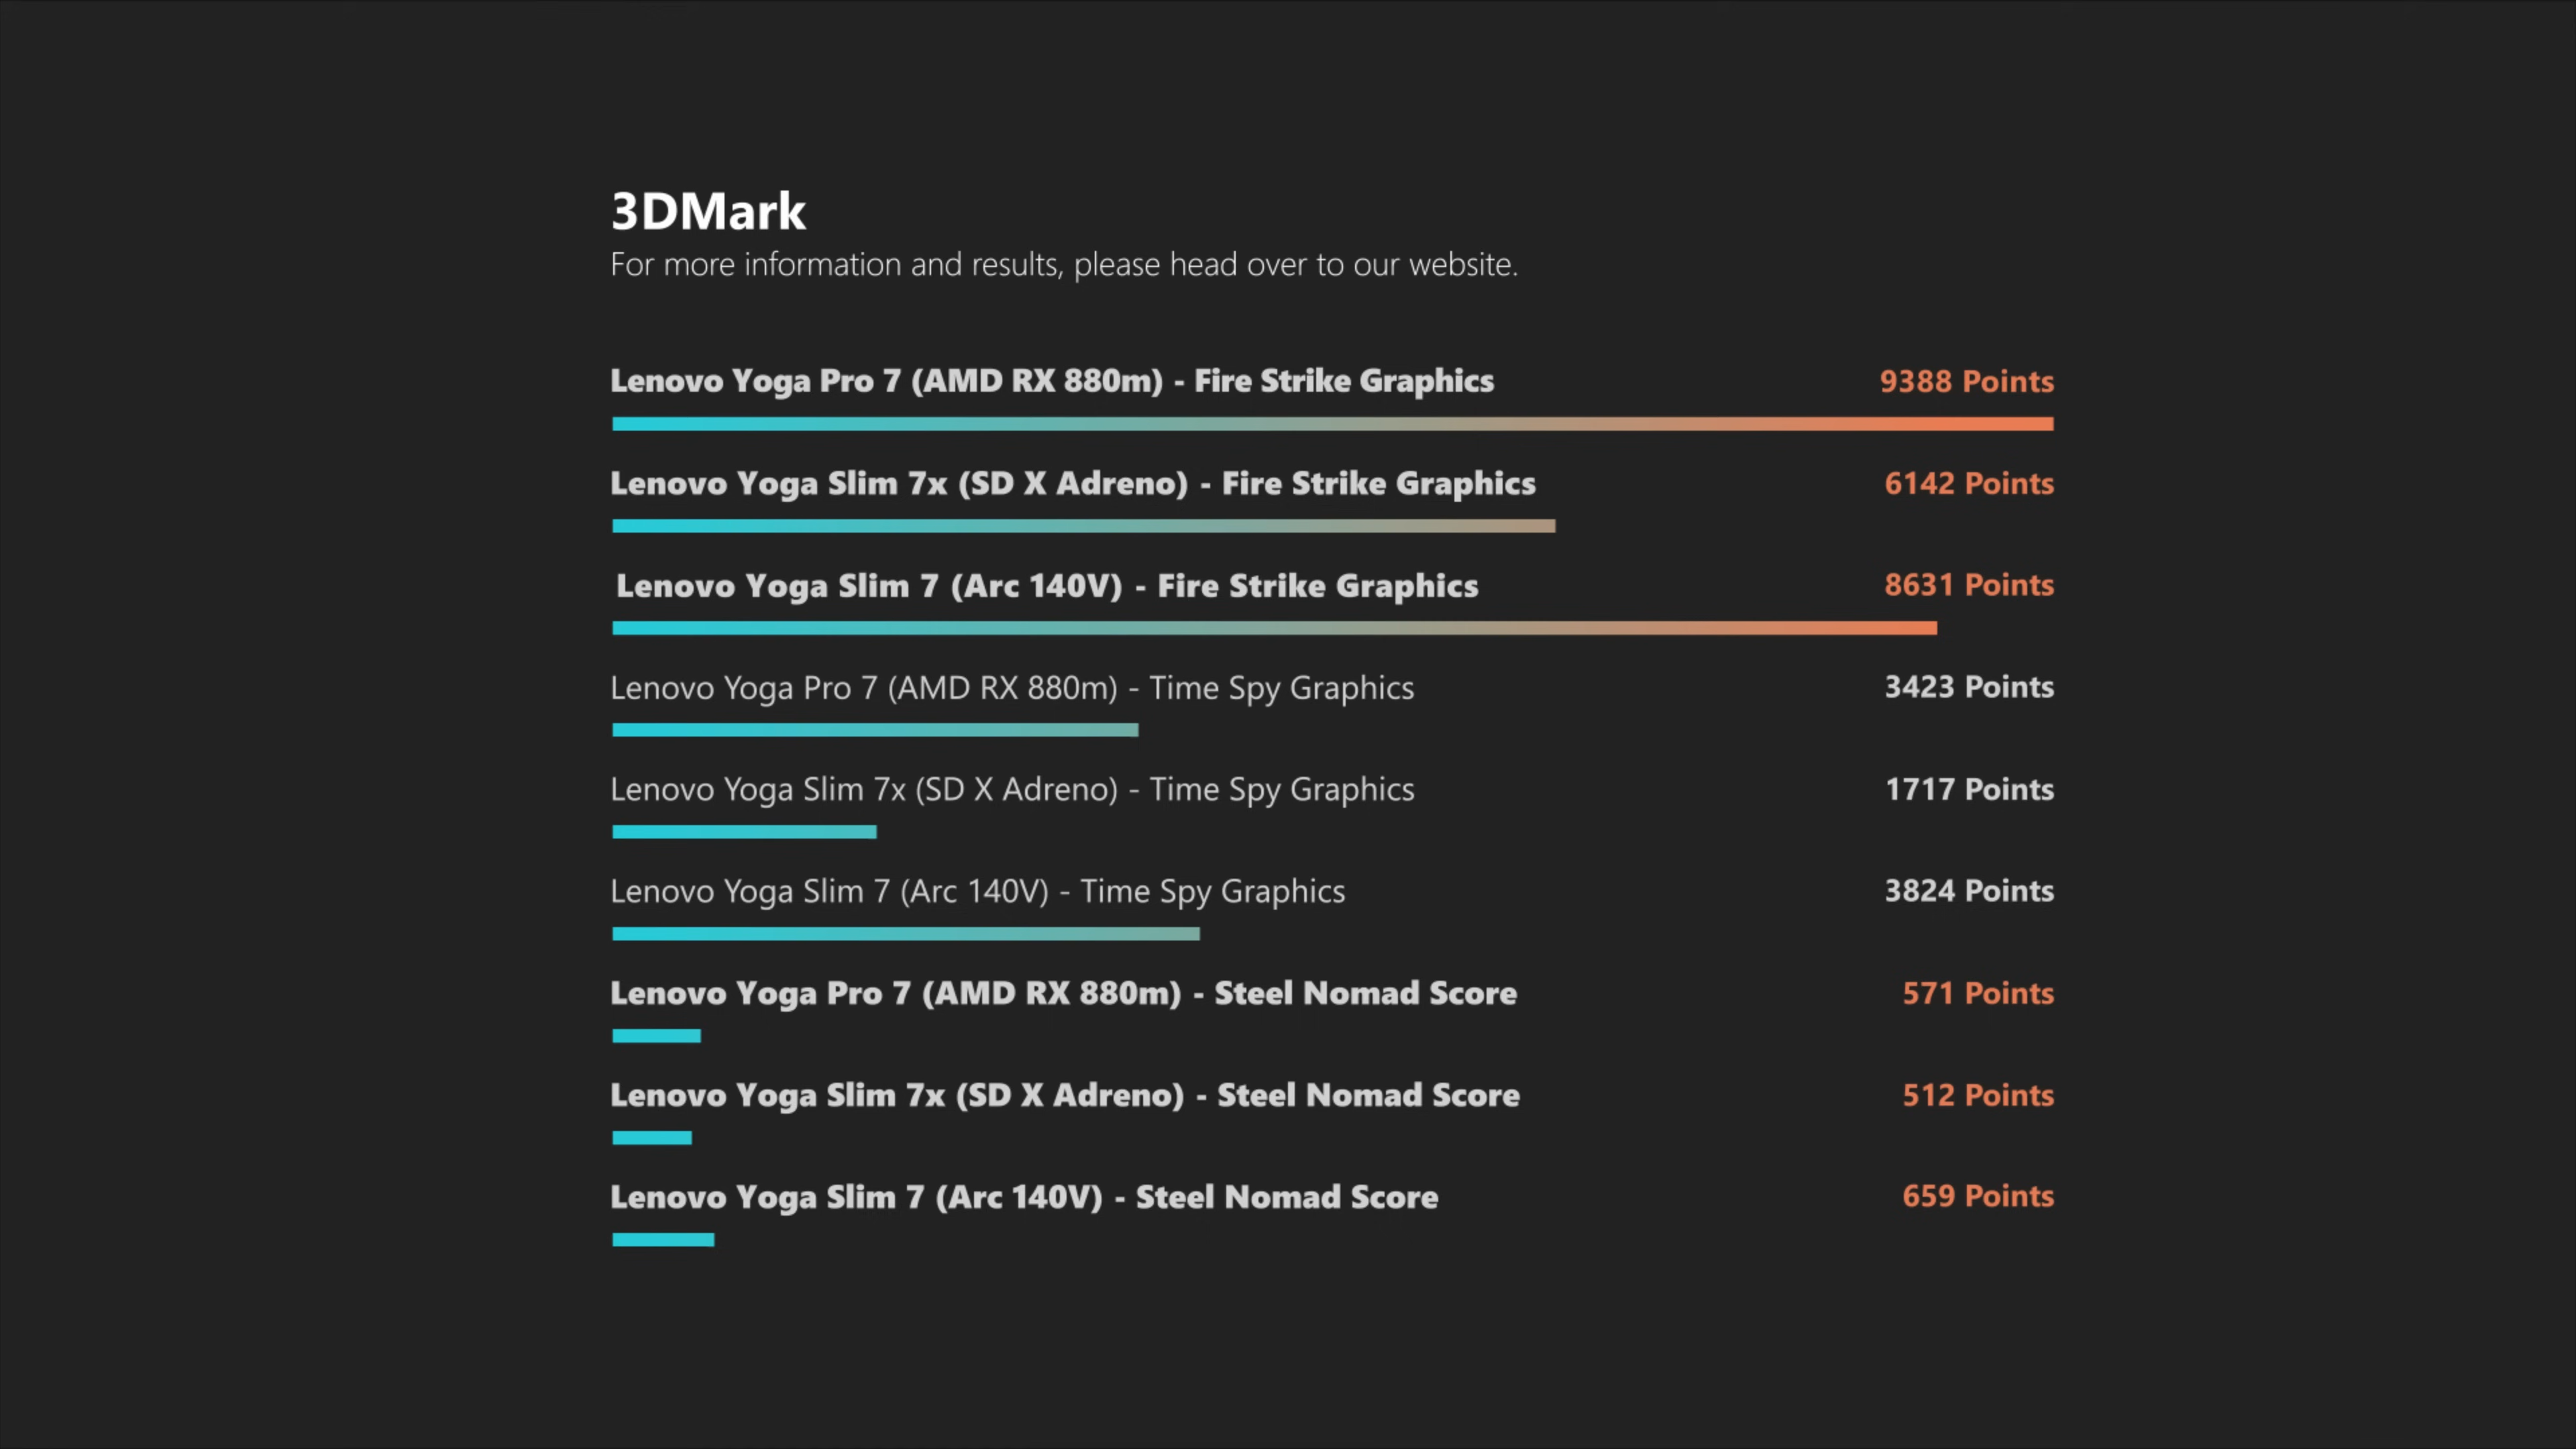 3DMark
For more information and results, please head over to our website.
Lenovo Yoga Pro 7 (AMD RX 880m) - Fire Strike Graphics 9388 Points
Lenovo Yoga Slim 7x (SD X Adreno) - Fire Strike Graphics 6142 Points
Lenovo Yoga Slim 7 (Arc 140V) - Fire Strike Graphics 8631 Points
Lenovo Yoga Pro 7 (AMD RX 880m) - Time Spy Graphics 3423 Points
Lenovo Yoga Slim 7x (SD X Adreno) - Time Spy Graphics 1717 Points
Lenovo Yoga Slim 7 (Arc 140V) - Time Spy Graphics 3824 Points
Lenovo Yoga Pro 7 (AMD RX 880m) - Steel Nomad Score 571 Points
Lenovo Yoga Slim 7x (SD X Adreno) - Steel Nomad Score 512 Points
Lenovo Yoga Slim 7 (Arc 140V) - Steel Nomad Score 659 Points